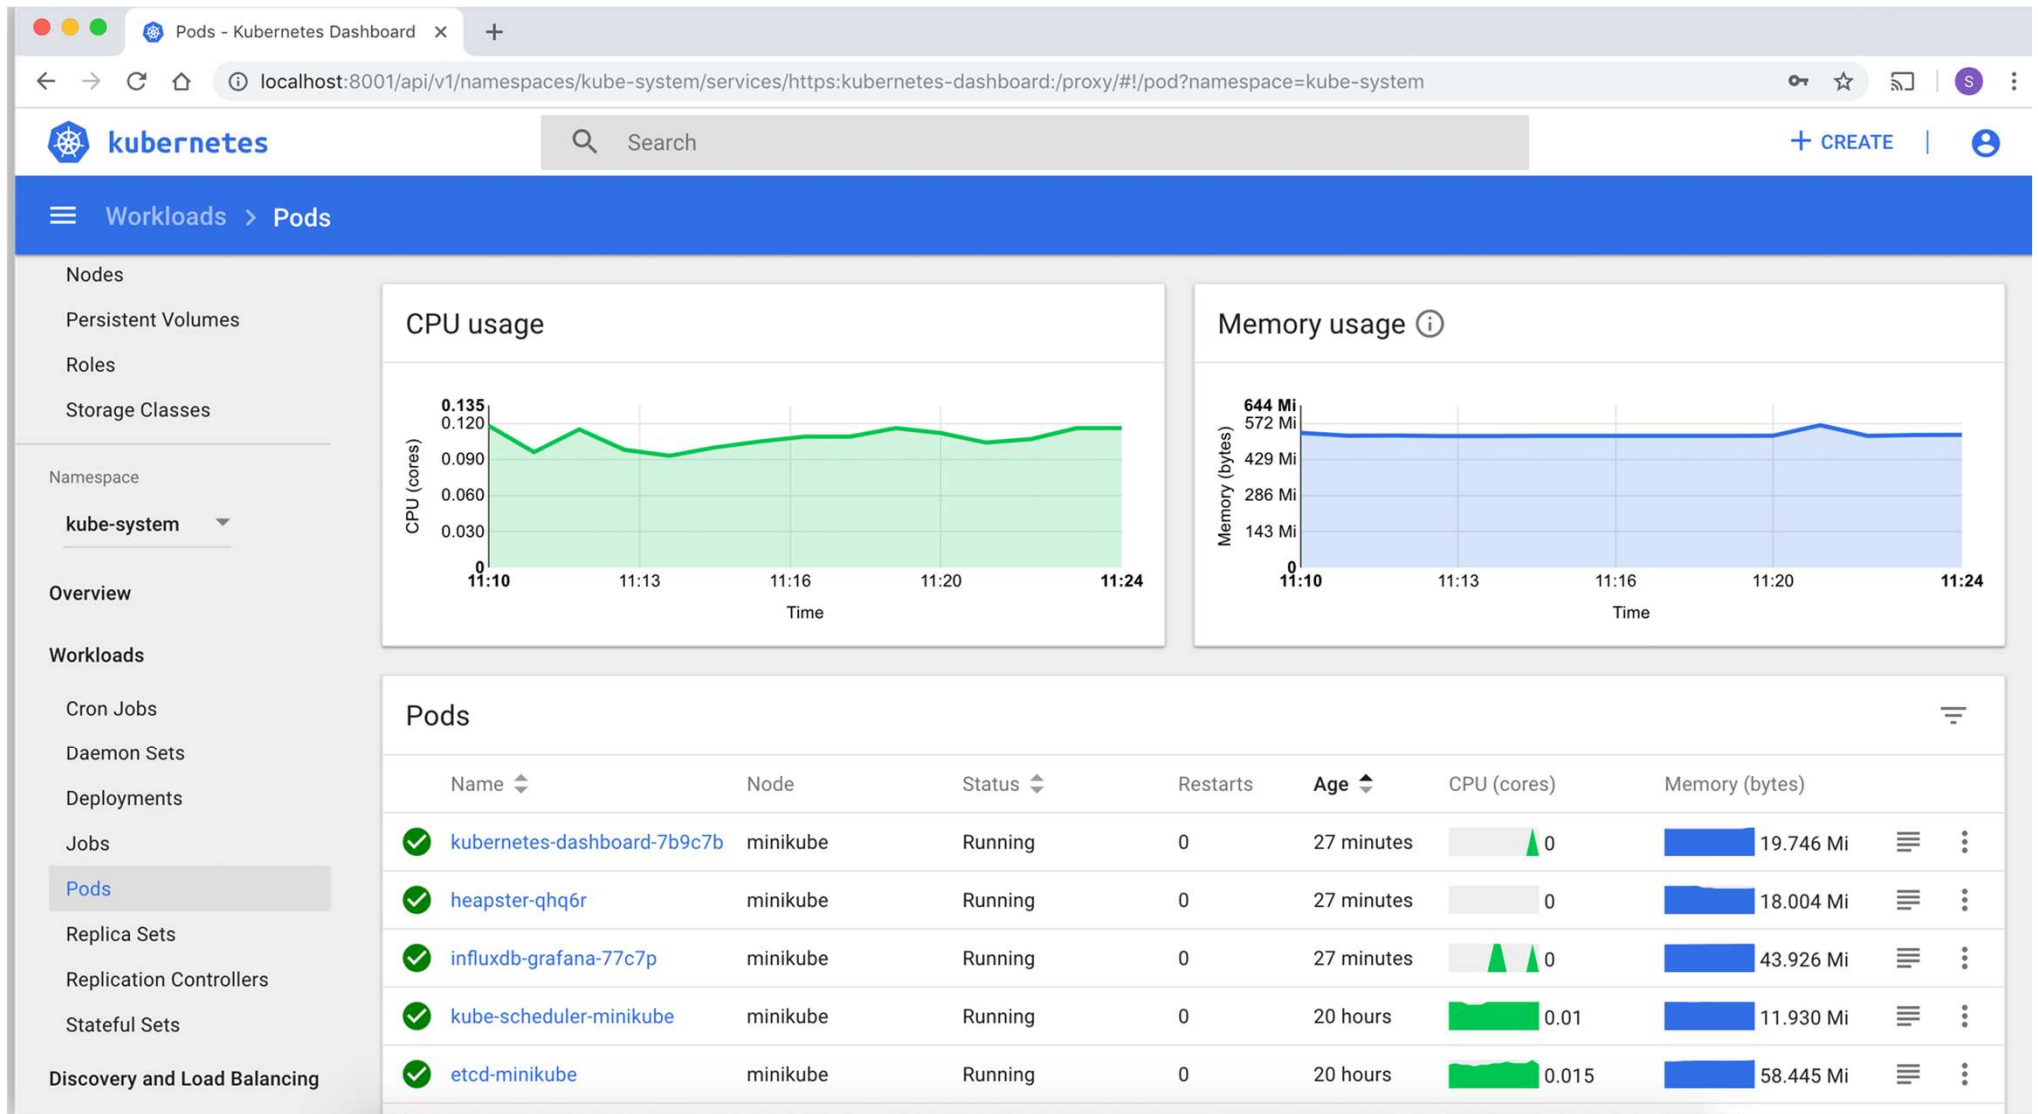 Pods - Kubernetes Dashboard
localhost:8001/api/v1/namespaces/kube-system/services/https:kubernetes-dashboard:/proxy/#!/pod?namespace=kube-system
S
kubernetes
Search
CREATE
Workloads > Pods
Nodes
Persistent Volumes
Roles
Storage Classes
Namespace
kube-system
Overview
Workloads
Cron Jobs
Daemon Sets
Deployments
Jobs
Pods
Replica Sets
Replication Controllers
Stateful Sets
Discovery and Load Balancing
CPU usage
CPU (cores)
0.135
0.120
0.090
0.060
0.030
0
11:10 11:13 11:16 11:20 11:24
Time
Memory usage
Memory (bytes)
644 Mi
572 Mi
429 Mi
286 Mi
143 Mi
0
11:10 11:13 11:16 11:20 11:24
Time
Pods
Name Node Status Restarts Age CPU (cores) Memory (bytes)
kubernetes-dashboard-7b9c7b minikube Running 0 27 minutes 0 19.746 Mi
heapster-qhq6r minikube Running 0 27 minutes 0 18.004 Mi
influxdb-grafana-77c7p minikube Running 0 27 minutes 0 43.926 Mi
kube-scheduler-minikube minikube Running 0 20 hours 0.01 11.930 Mi
etcd-minikube minikube Running 0 20 hours 0.015 58.445 Mi